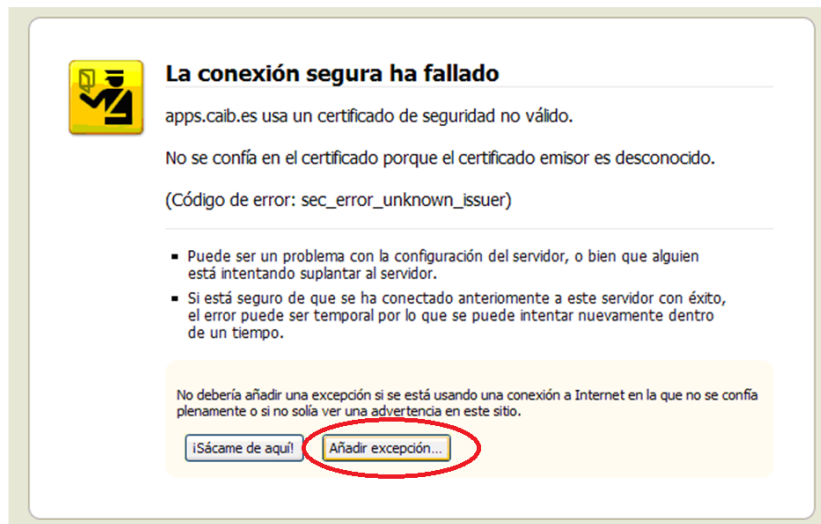 La conexión segura ha fallado
apps.caib.es usa un certificado de seguridad no válido.
No se confía en el certificado porque el certificado emisor es desconocido.
(Código de error: sec_error_unknown_issuer)
Puede ser un problema con la configuración del servidor, o bien que alguien
está intentando suplantar al servidor.
Si está seguro de que se ha conectado anteriormente a este servidor con éxito,
el error puede ser temporal por lo que se puede intentar nuevamente dentro
de un tiempo.
No debería añadir una excepción si se está usando una conexión a Internet en la que no se confía
plenamente o si no solía ver una advertencia en este sitio.
¡Sácame de aquí! Añadir excepción...